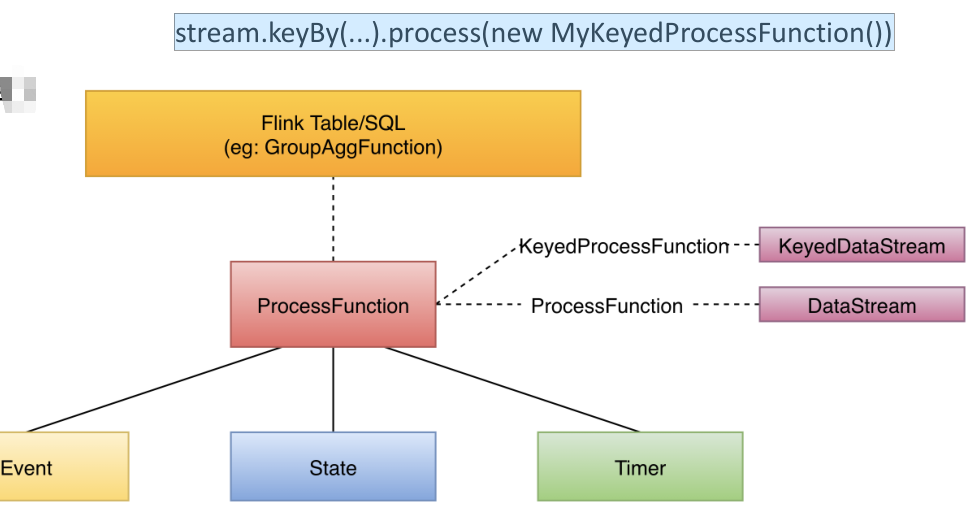 stream.keyBy(...).process(new MyKeyedProcessFunction())
Flink Table/SQL
(eg: GroupAggFunction)
KeyedProcessFunction
KeyedDataStream
ProcessFunction
ProcessFunction
DataStream
Event
State
Timer